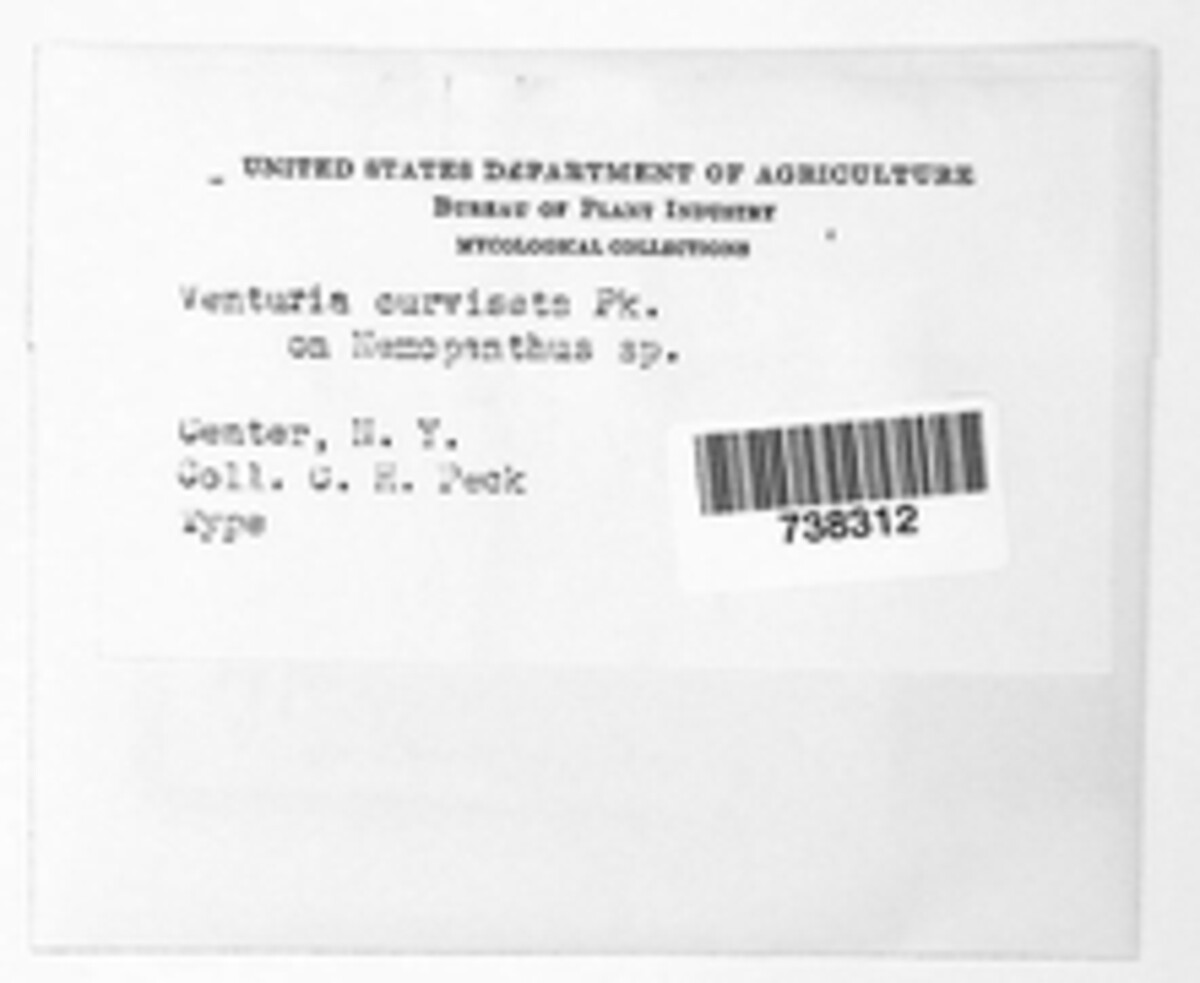 UNITED STATES DEPARTMENT OF AGRICULTURE
BUREAU OF PLANT INDUSTRY
MYCOLOGICAL COLLECTIONS
Venturia curviseta Pk.
on Nemopanthus sp.
Center, N. Y.
Coll. C. H. Peck
Type
738312